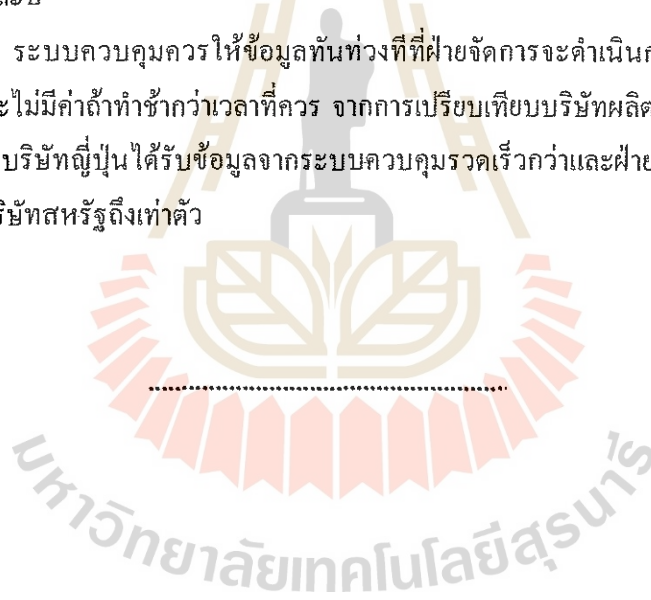 ระบบควบคุมควรให้ข้อมูลทันท่วงทีที่ฝ่ายจัดการจะดำเนิน
ะไม่มีค่าถ้าทำช้ากว่าเวลาที่ควร จากการเปรียบเทียบบริษัทผลิต
บริษัทญี่ปุ่นได้รับข้อมูลจากระบบควบคุมรวดเร็วกว่าและฝ่าย
ริษัทสหรัฐถึงเท่าตัว
มหาวิทยาลัยเทคโนโลยีสุรนารี